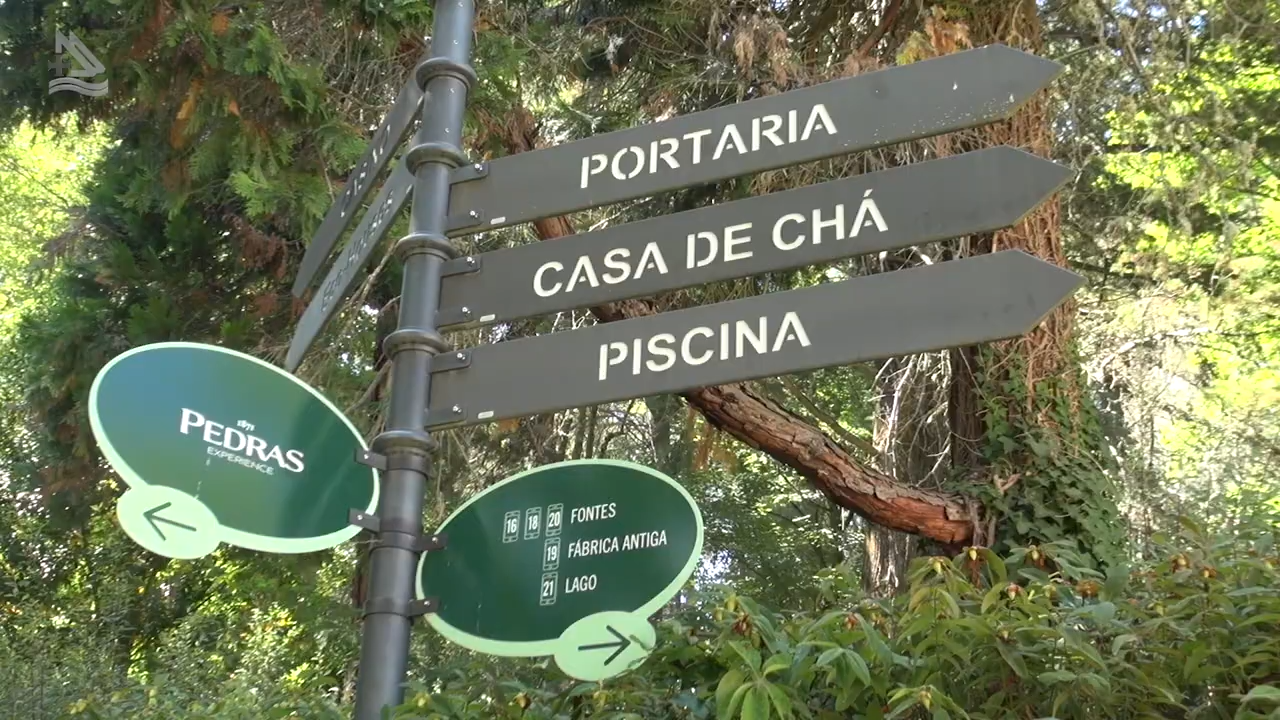 PORTARIA
CASA DE CHÁ
PISCINA
1871
PEDRAS
EXPERIENCE
16 18 20 FONTES
19 FÁBRICA ANTIGA
21 LAGO